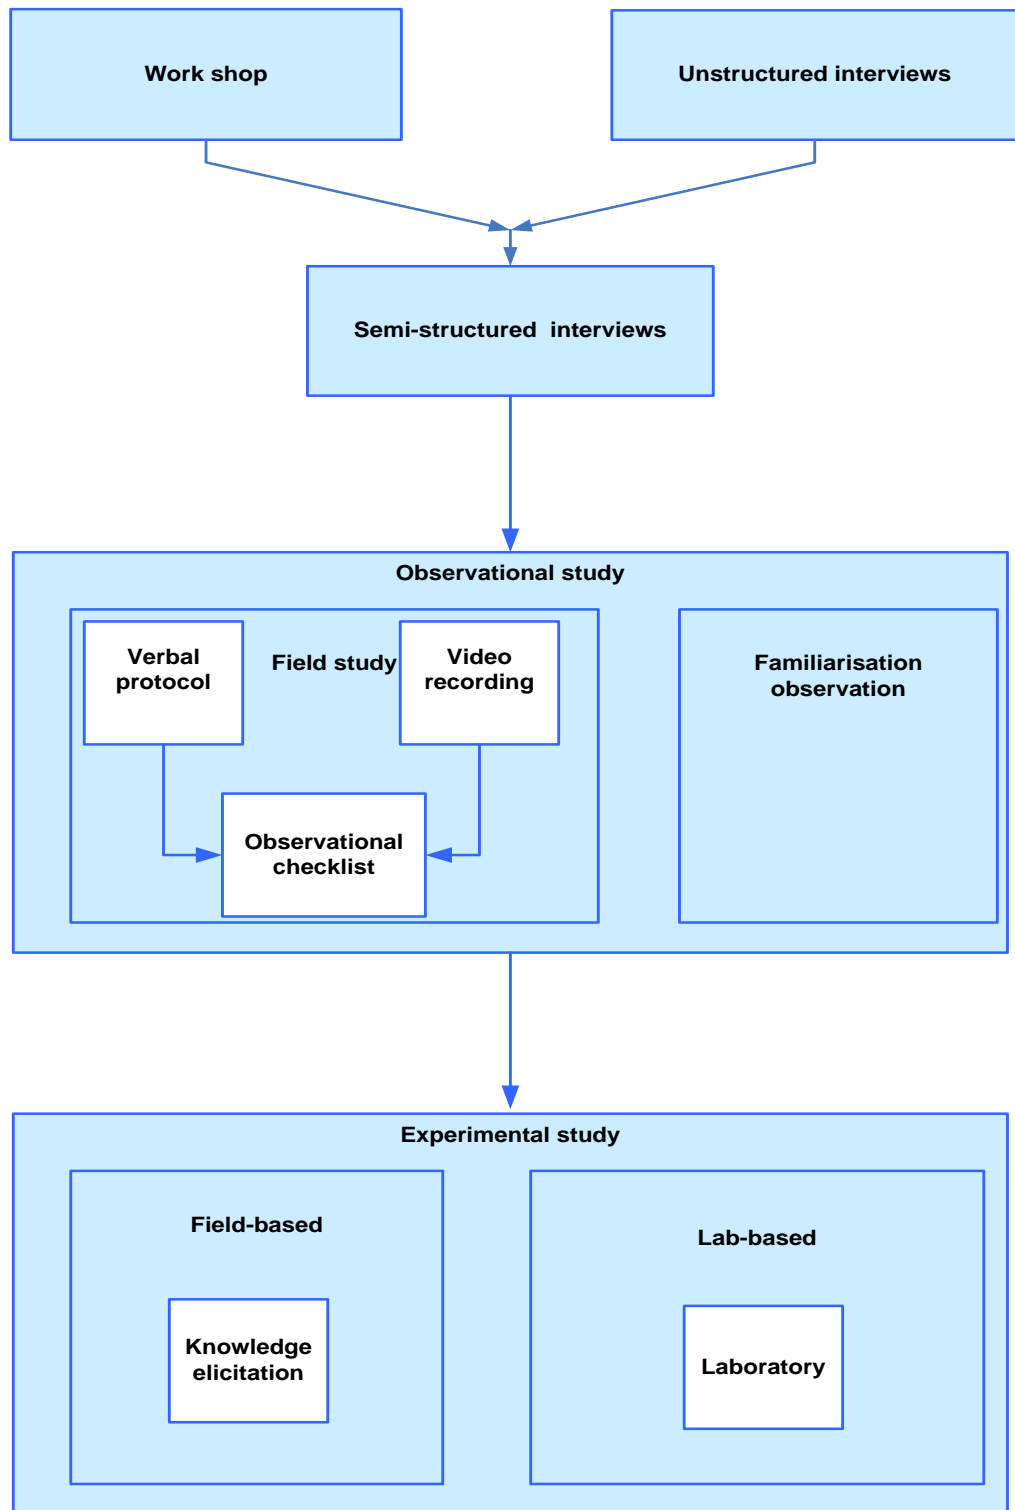 Work shop
Unstructured interviews
Semi-structured  interviews
Observational study
Verbal
protocol
Field study
Video
recording
Familiarisation
observation
Observational
checklist
Experimental study
Field-based
Lab-based
Knowledge
elicitation
Laboratory